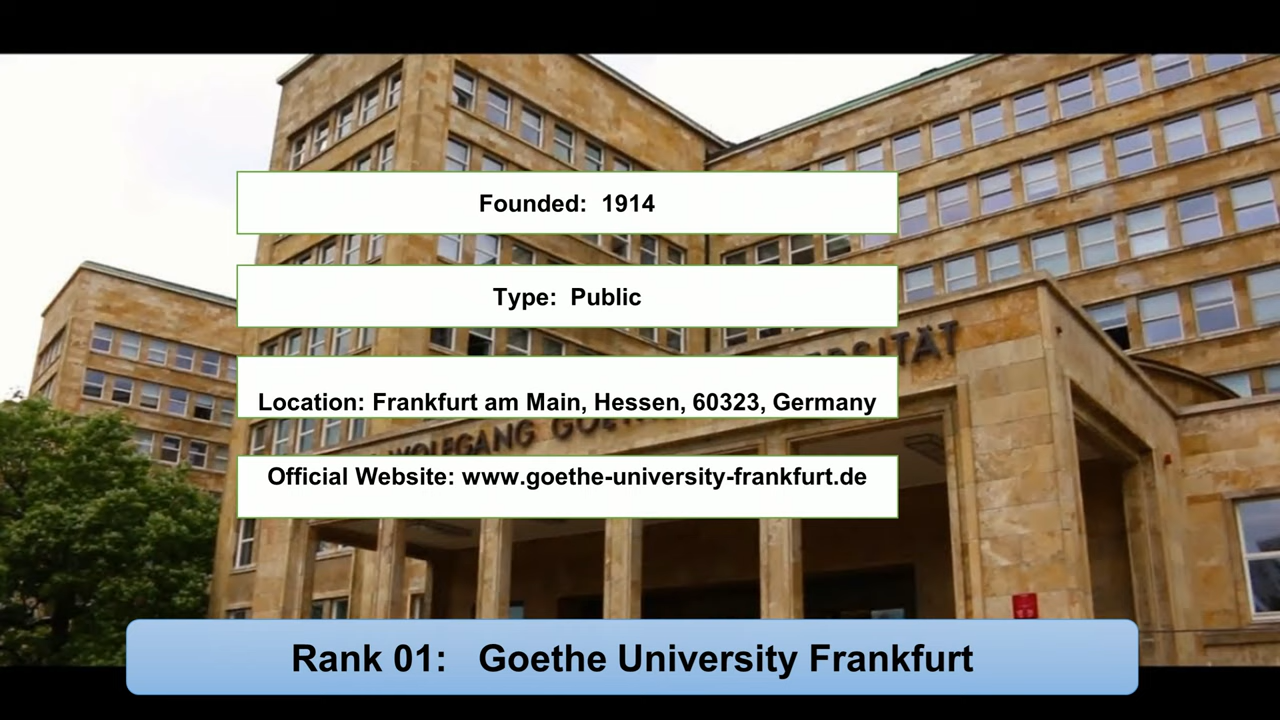 Founded:  1914
Type:  Public
Location: Frankfurt am Main, Hessen, 60323, Germany
WOLFGANG
Official Website: www.goethe-university-frankfurt.de
Rank 01:   Goethe University Frankfurt